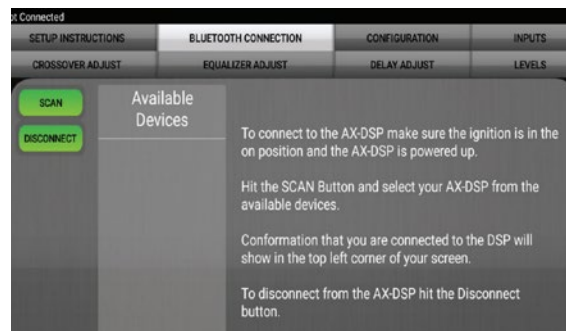 ot Connected
SETUP INSTRUCTIONS BLUETOOTH CONNECTION CONFIGURATION INPUTS
CROSSOVER ADJUST EQUALIZER ADJUST DELAY ADJUST LEVELS
SCAN
DISCONNECT
Available
Devices
To connect to the AX-DSP make sure the ignition is in the
on position and the AX-DSP is powered up.
Hit the SCAN Button and select your AX-DSP from the
available devices.
Conformation that you are connected to the DSP will
show in the top left corner of your screen.
To disconnect from the AX-DSP hit the Disconnect
button.